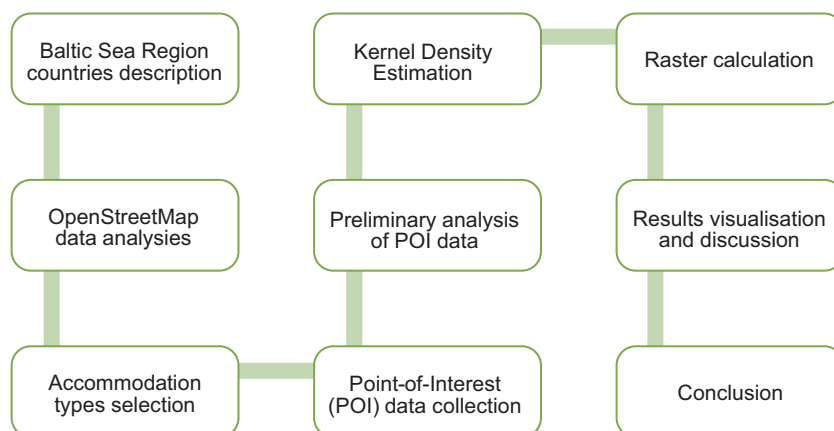 Baltic Sea Region
countries description
OpenStreetMap
data analysies
Accommodation
types selection
Point-of-Interest
(POI) data collection
Preliminary analysis
of POI data
Kernel Density
Estimation
Raster calculation
Results visualisation
and discussion
Conclusion